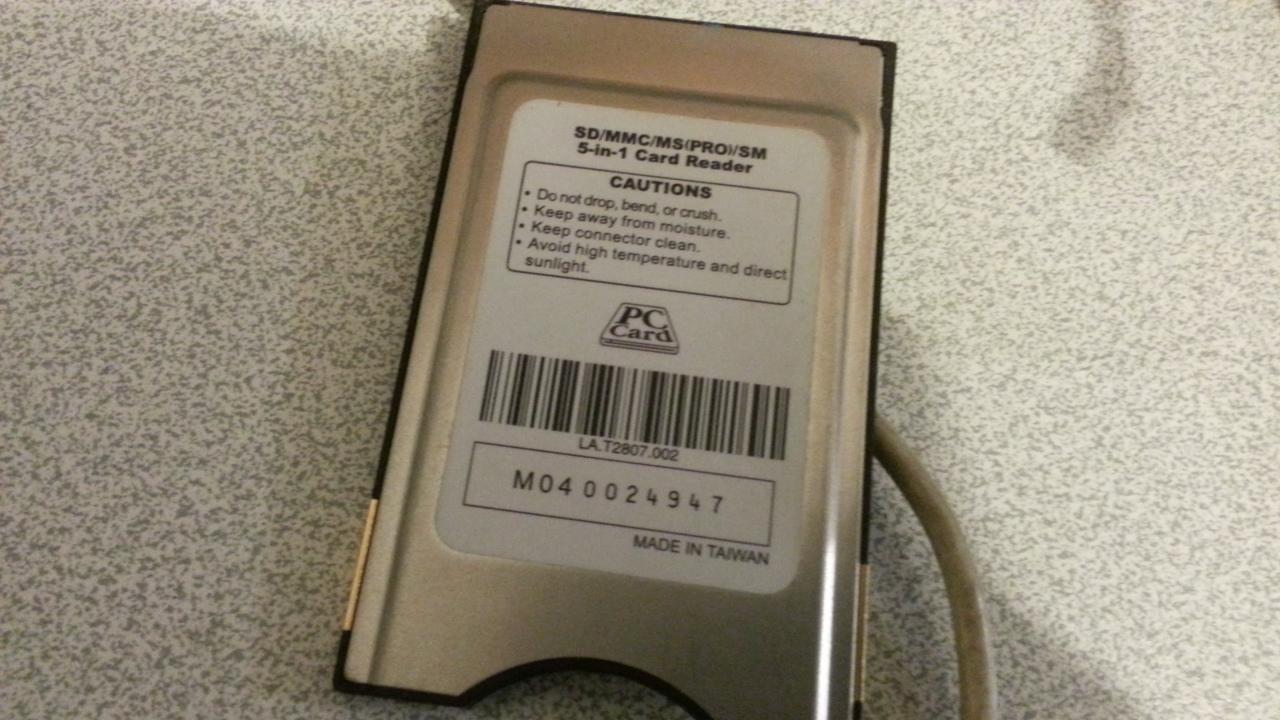 SD/MMC/MS(PRO)/SM
5-in-1 Card Reader
CAUTIONS
• Do not drop, bend, or crush.
• Keep away from moisture.
• Keep connector clean.
• Avoid high temperature and direct
sunlight.
PC
Card
LA.T2807.002
M040024947
MADE IN TAIWAN